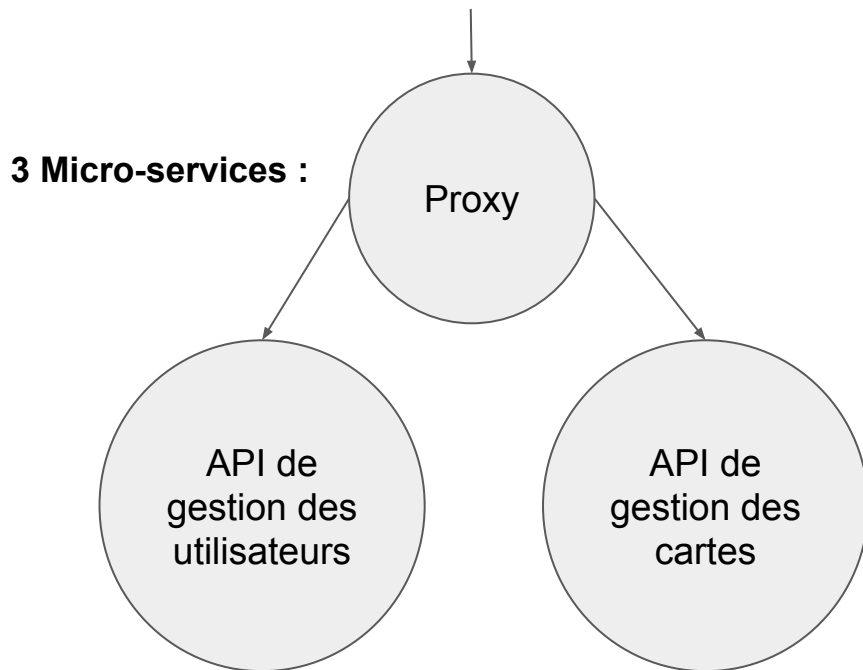 3 Micro-services :
Proxy
API de
gestion des
utilisateurs
API de
gestion des
cartes